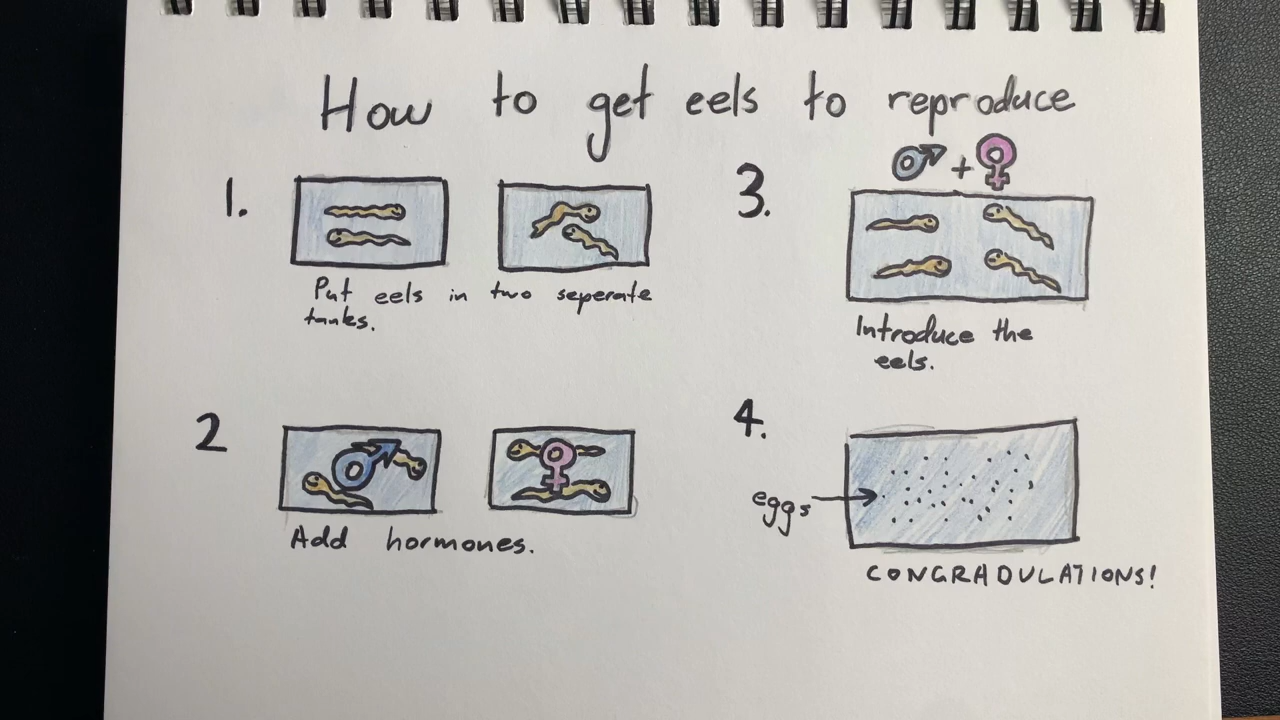 How to get eels to reproduce
1.
Put eels in two seperate
tanks.
2
Add hormones.
3.
♂ + ♀
Introduce the
eels.
4.
eggs
CONGRADULATIONS!